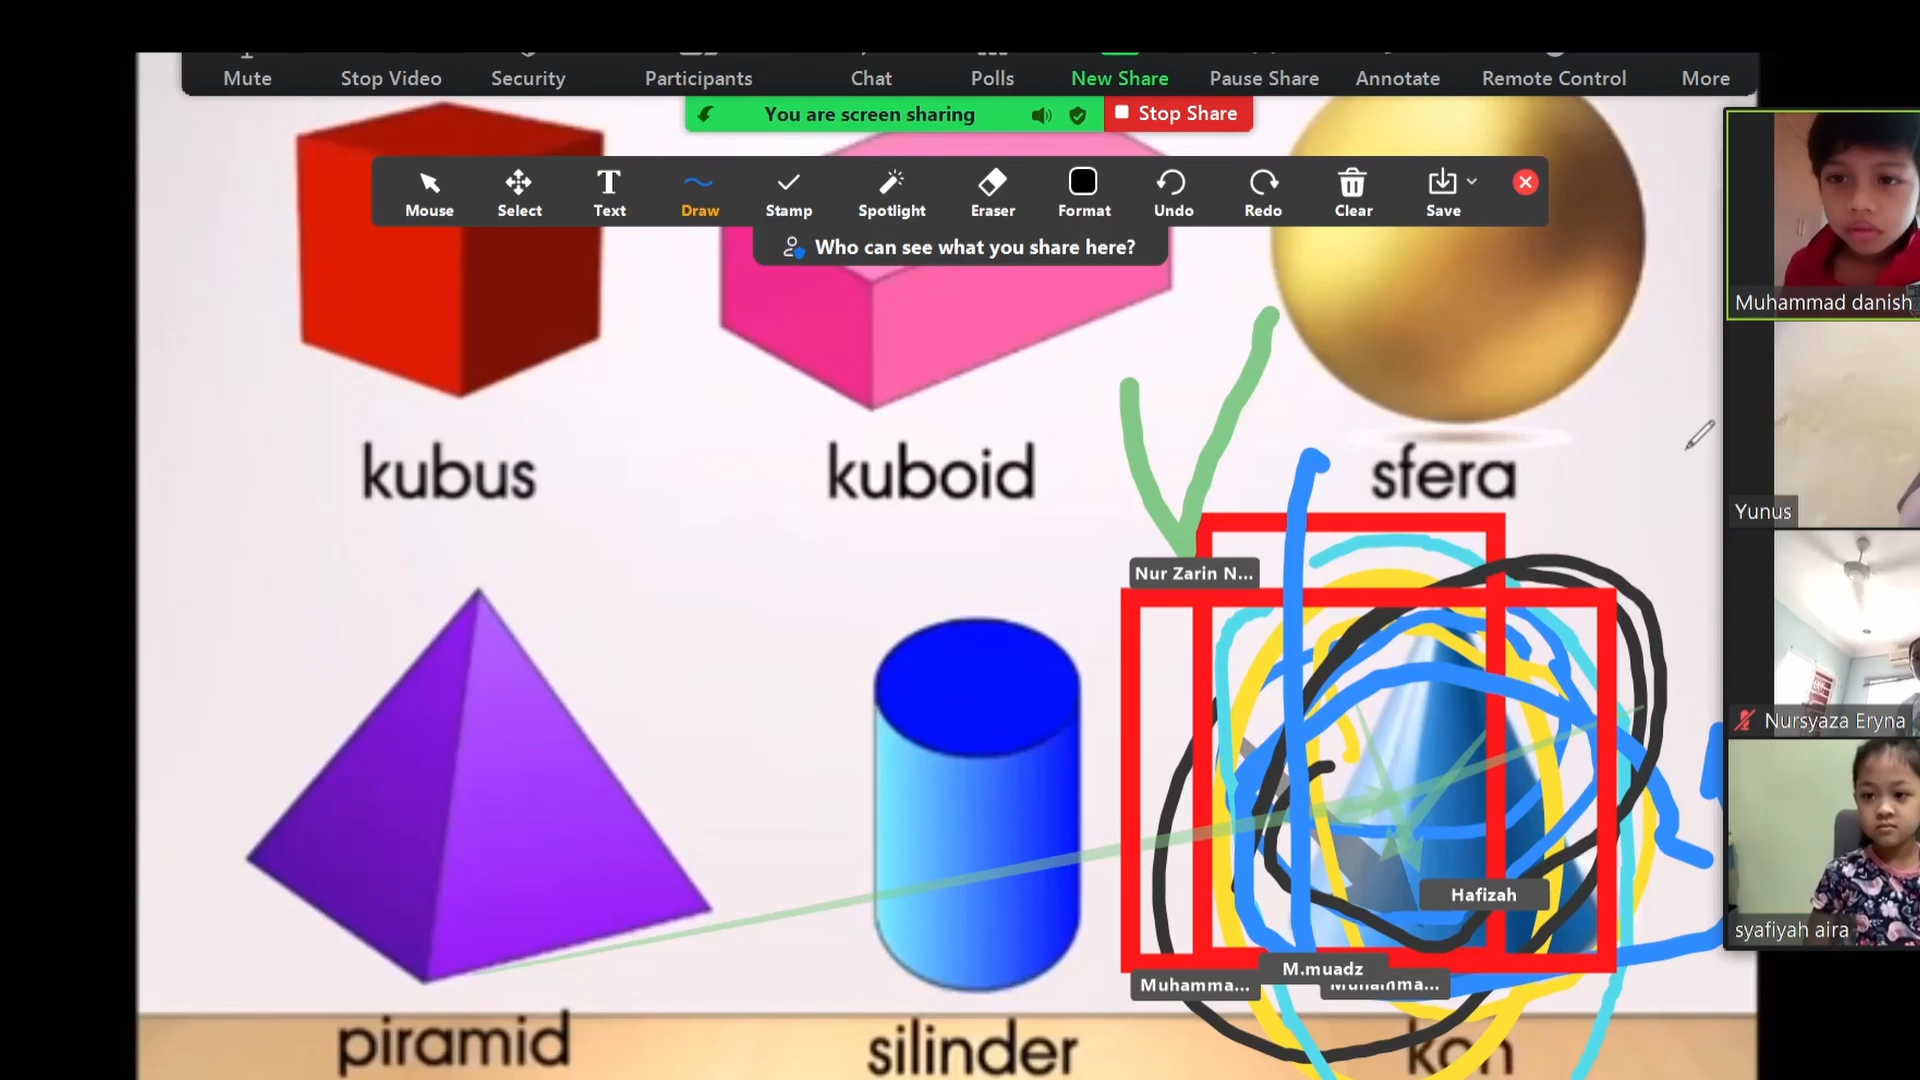 Mute Stop Video Security Participants Chat Polls New Share Pause Share Annotate Remote Control More
You are screen sharing Stop Share
Mouse Select Text Draw Stamp Spotlight Eraser Format Undo Redo Clear Save
Who can see what you share here?
Muhammad danish
kubus kuboid sfera
Yunus
Nur Zarin N...
Nursyaza Eryna
Hafizah
syafiyah aira
M.muadz
Muhamma... Muhamma...
piramid silinder kon